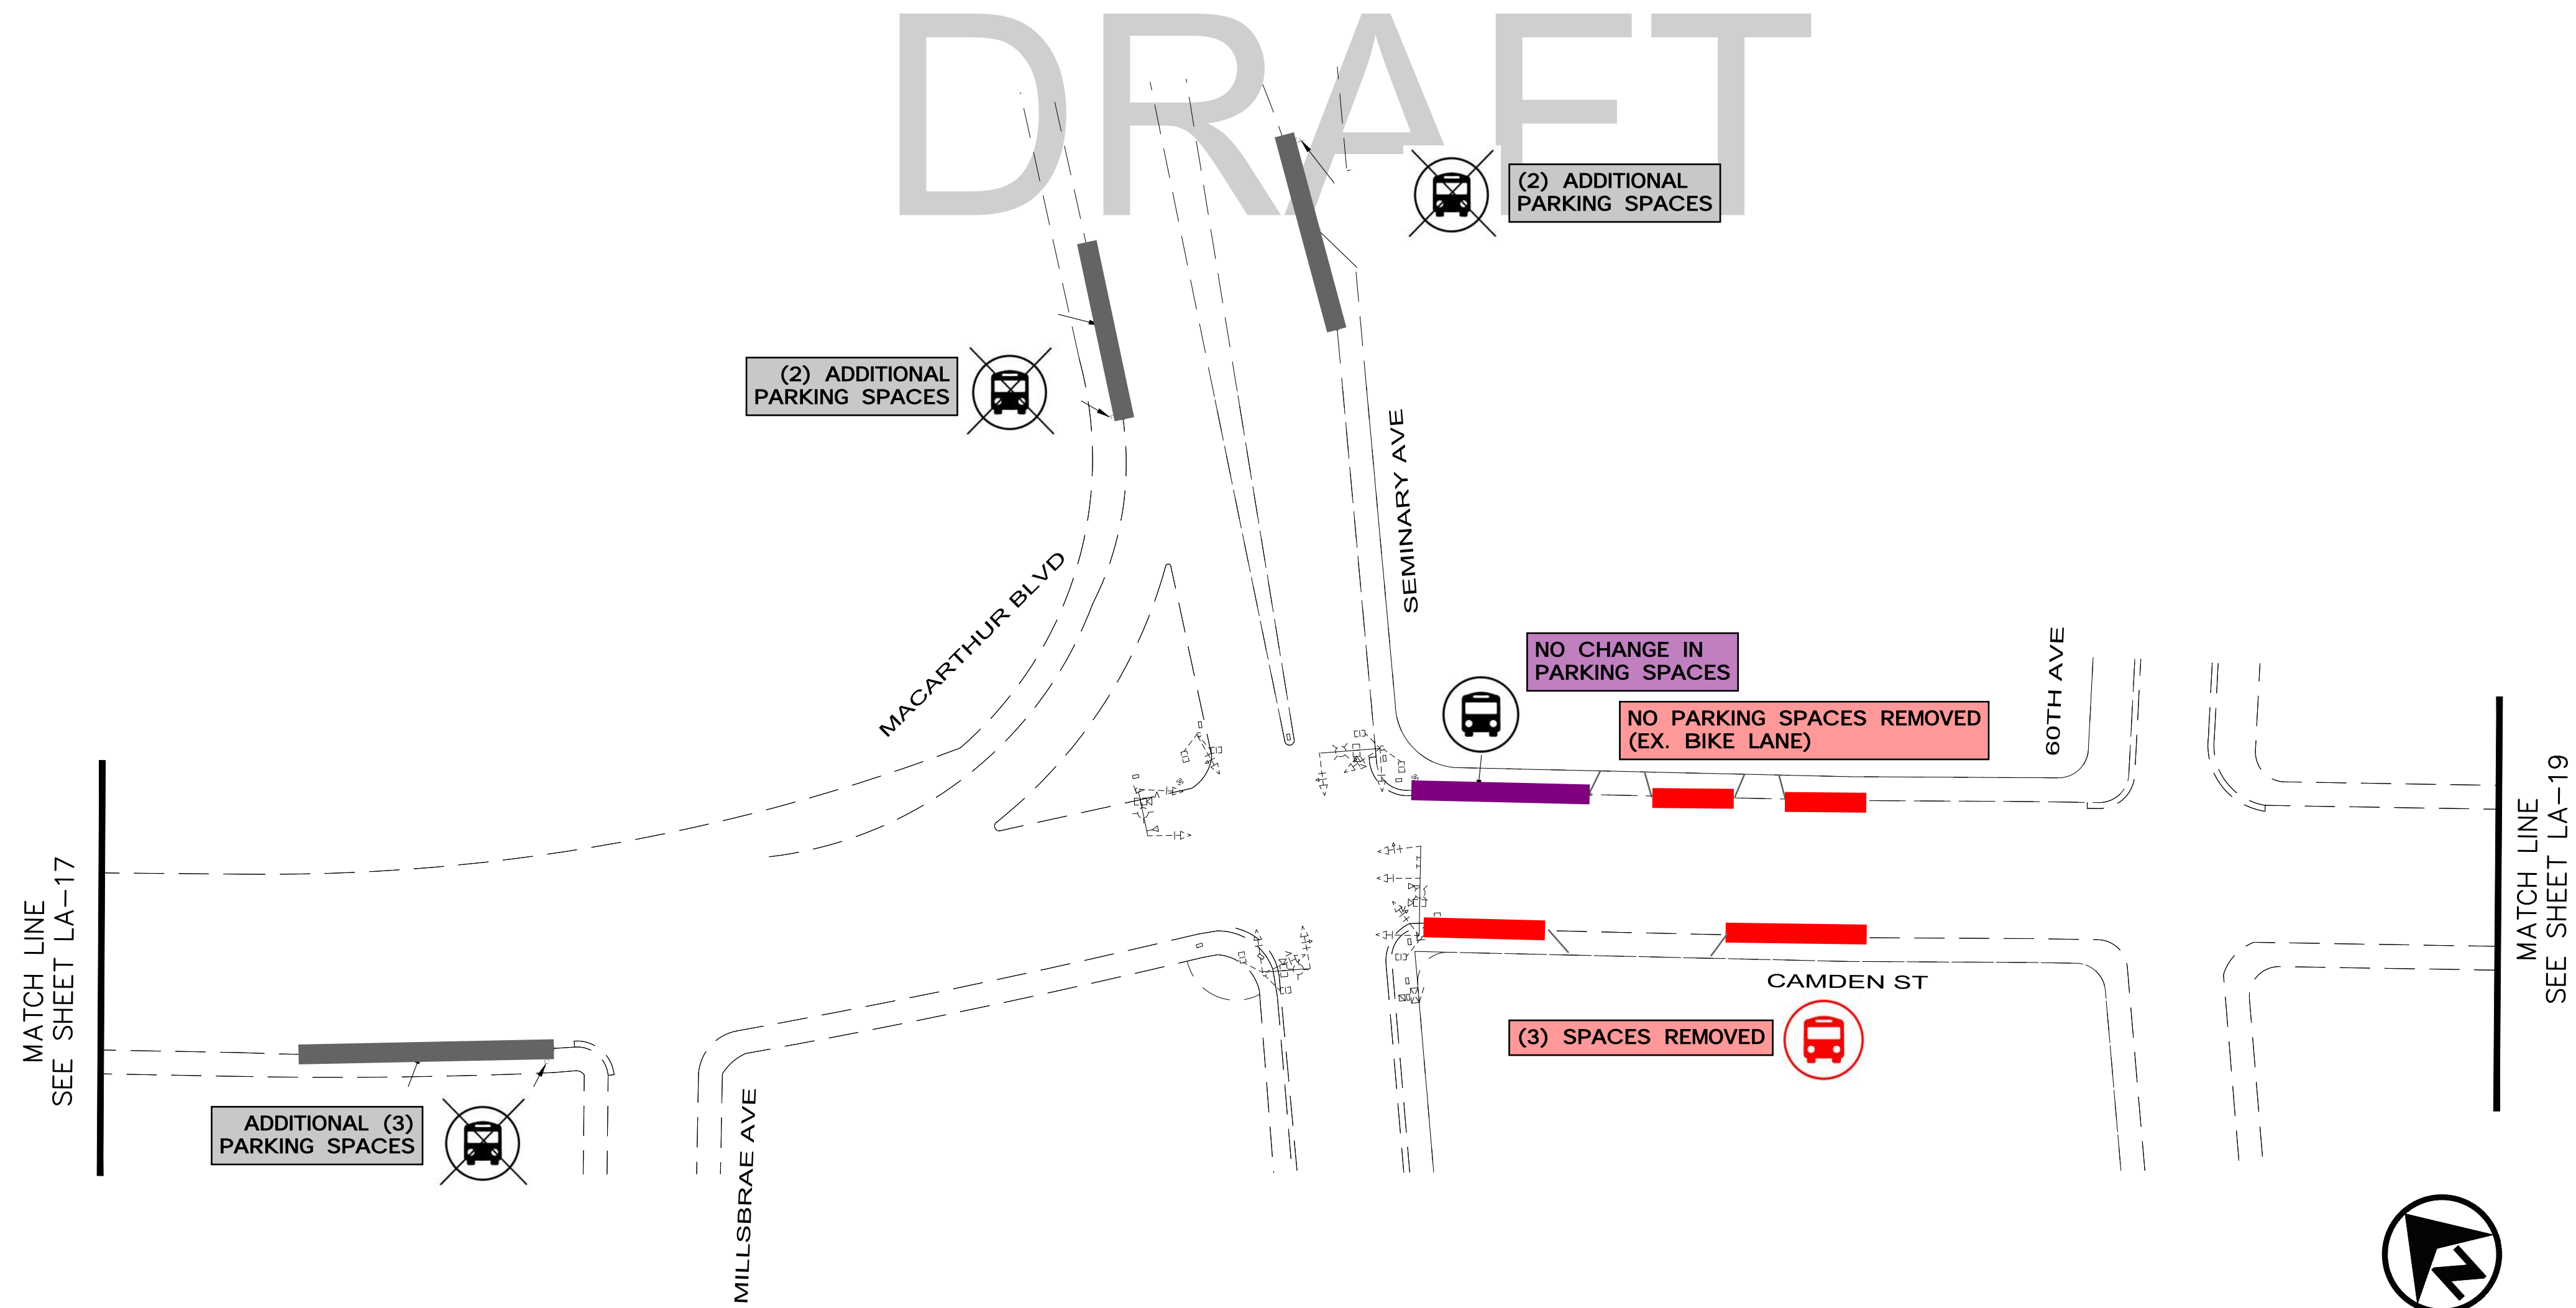 DRAFT
(2) ADDITIONAL
PARKING SPACES
(2) ADDITIONAL
PARKING SPACES
SEMINARY AVE
MACARTHUR BLVD
NO CHANGE IN
PARKING SPACES
60TH AVE
NO PARKING SPACES REMOVED
(EX. BIKE LANE)
MATCH LINE
SEE SHEET LA-17
MATCH LINE
SEE SHEET LA-19
CAMDEN ST
(3) SPACES REMOVED
ADDITIONAL (3)
PARKING SPACES
MILLSBRAE AVE
N